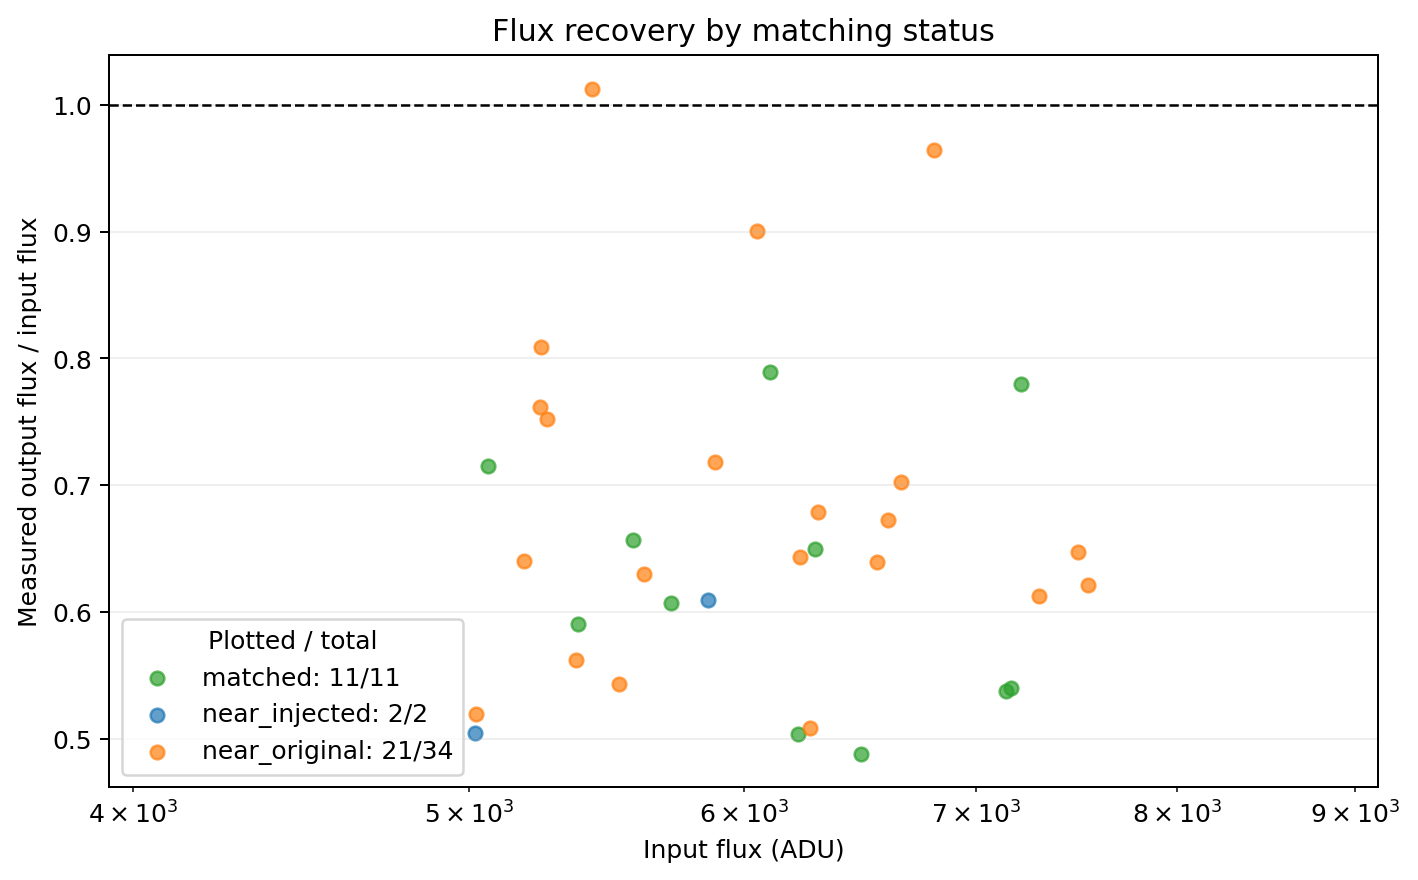 Flux recovery by matching status
Measured output flux / input flux
1.0
0.9
0.8
0.7
0.6
0.5
Plotted / total
matched: 11/11
near_injected: 2/2
near_original: 21/34
4 × 10³
5 × 10³
6 × 10³
7 × 10³
8 × 10³
9 × 10³
Input flux (ADU)